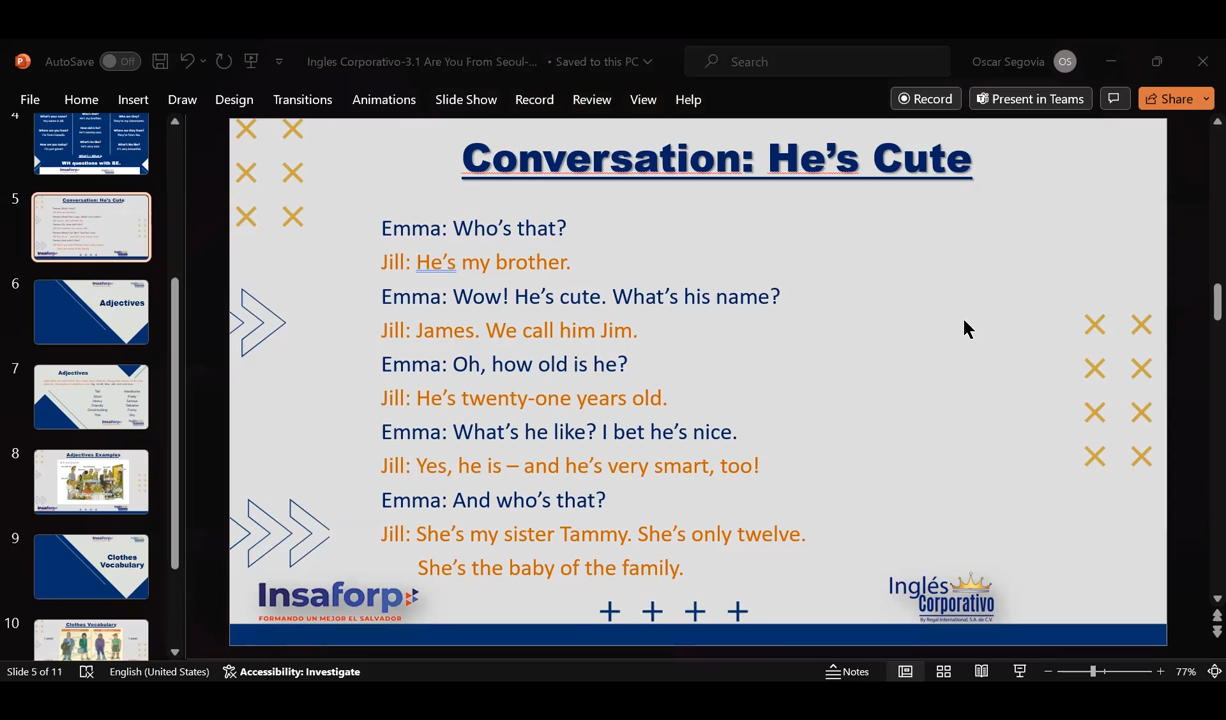 AutoSave Off
Ingles Corporativo-3.1 Are You From Seoul-... • Saved to this PC
Search
Oscar Segovia OS
File Home Insert Draw Design Transitions Animations Slide Show Record Review View Help
Record Present in Teams Share
4
WH questions with BE.
5
Conversation: He's Cute
6
Adjectives
7
Adjectives
8
Adjectives Examples
9
Clothes
Vocabulary
10
Clothes Vocabulary
Conversation: He’s Cute
Emma: Who’s that?
Jill: He’s my brother.
Emma: Wow! He’s cute. What’s his name?
Jill: James. We call him Jim.
Emma: Oh, how old is he?
Jill: He’s twenty-one years old.
Emma: What’s he like? I bet he’s nice.
Jill: Yes, he is – and he’s very smart, too!
Emma: And who’s that?
Jill: She’s my sister Tammy. She’s only twelve.
She’s the baby of the family.
Insaforp
FORMANDO UN MEJOR EL SALVADOR
Inglés
Corporativo
By Regal International, S.A. de C.V.
Slide 5 of 11 English (United States) Accessibility: Investigate Notes 77%